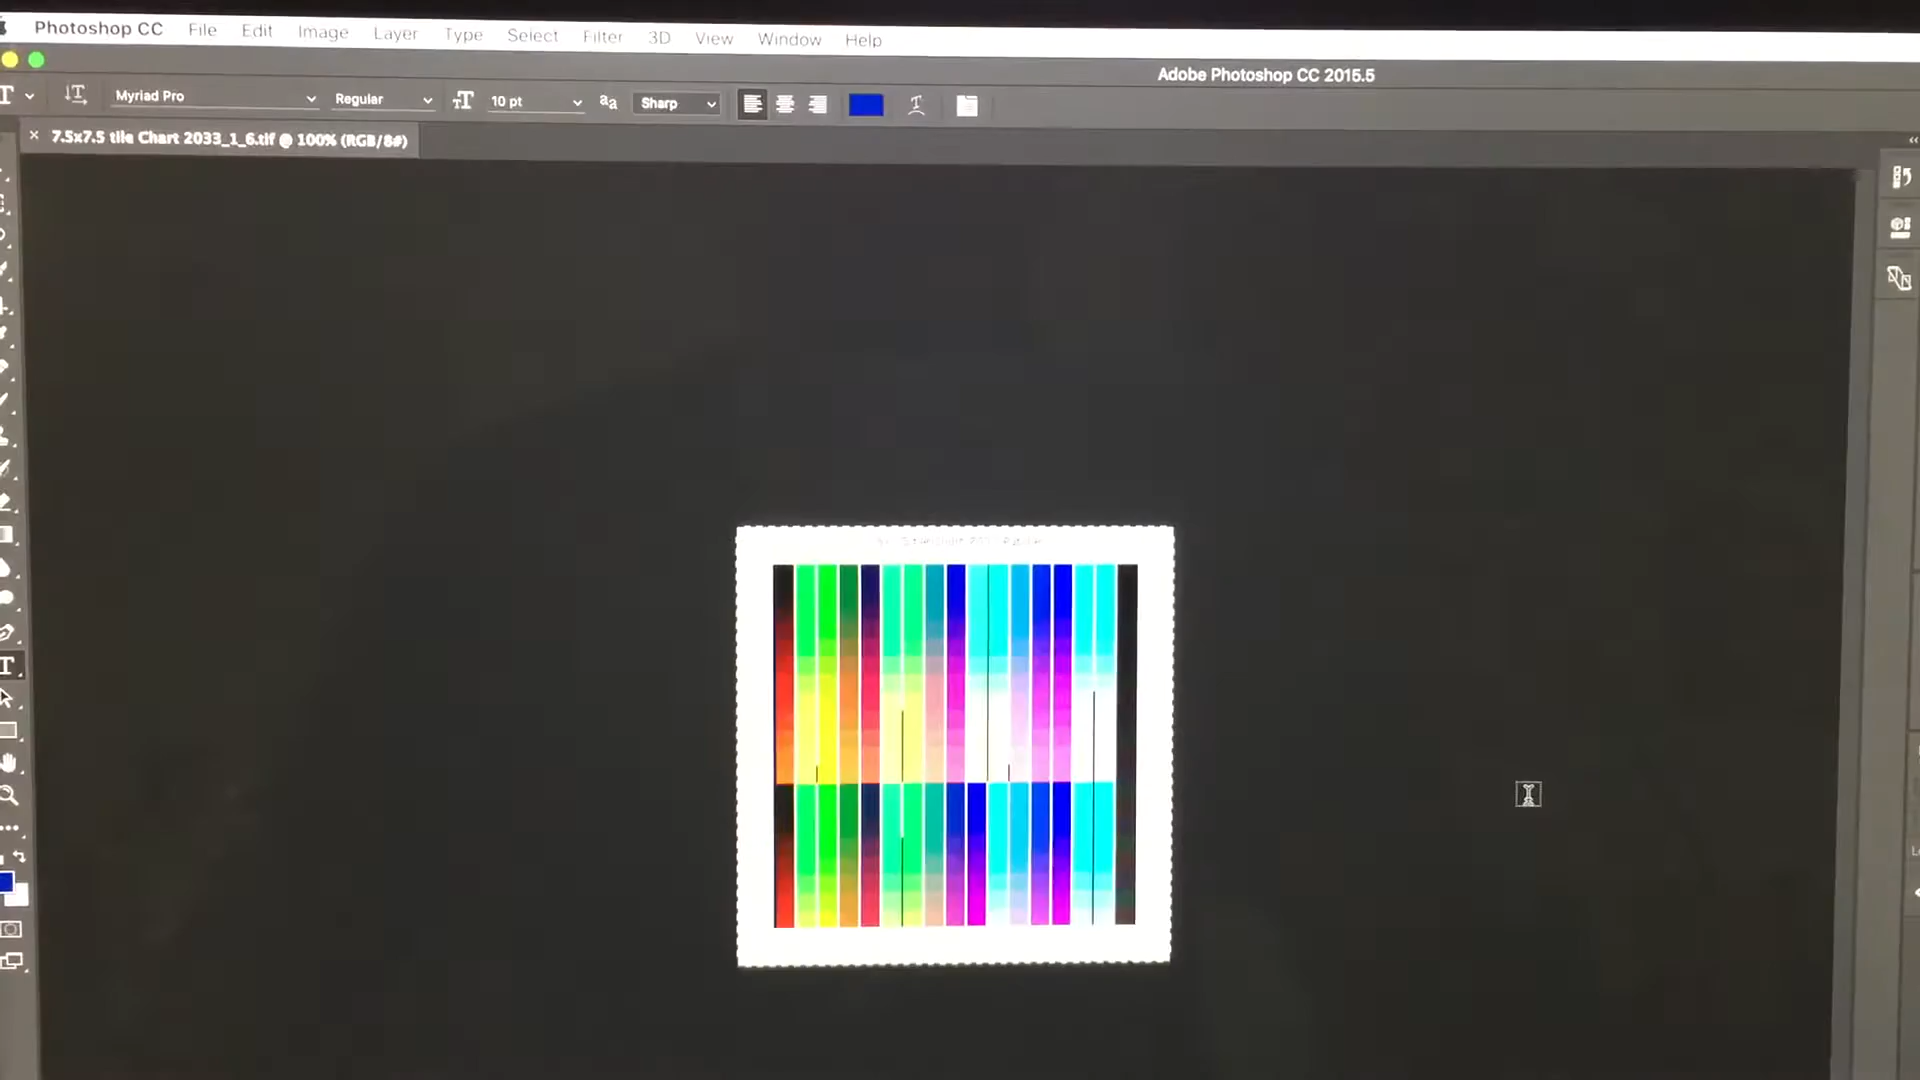 Photoshop CC File Edit Image Layer Type Select Filter 3D View Window Help
Adobe Photoshop CC 2015.5
Myriad Pro Regular 10 pt Sharp
7.5x7.5 tile Chart 2033_1_6.tif @ 100% (RGB/8#)